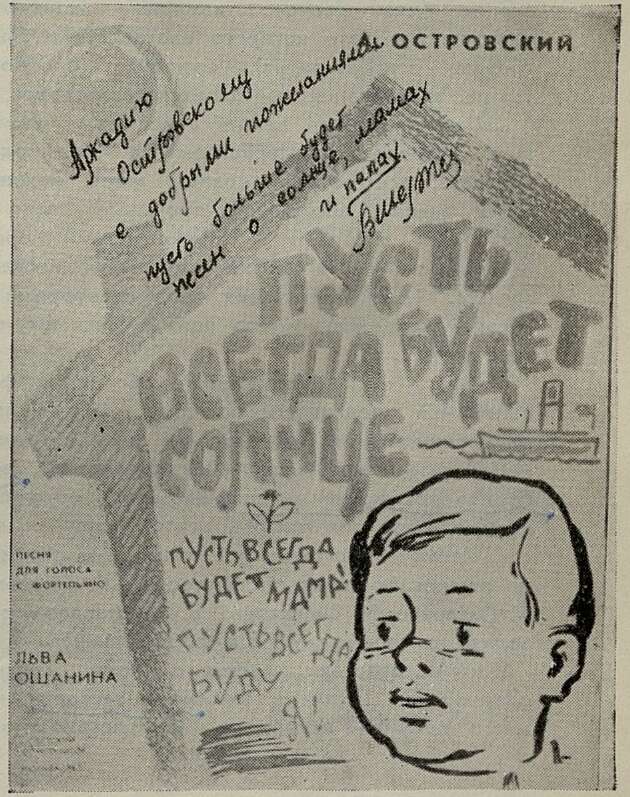 А ОСТРОВСКИЙ
Аркадию
Островскому
с добрыми пожеланиями
пусть больше будет
песен о солнце, мамах
и папах.
ПУСТЬ
ВСЕГДА БУДЕТ
СОЛНЦЕ
ПУСТЬ ВСЕГДА
БУДЕТ МАМА!
ПУСТЬ ВСЕГДА
БУДУ
Я!
ПЕСНЯ
ДЛЯ ГОЛОСА
С ФОРТЕПЬЯНО
ЛЬВА
ОШАНИНА